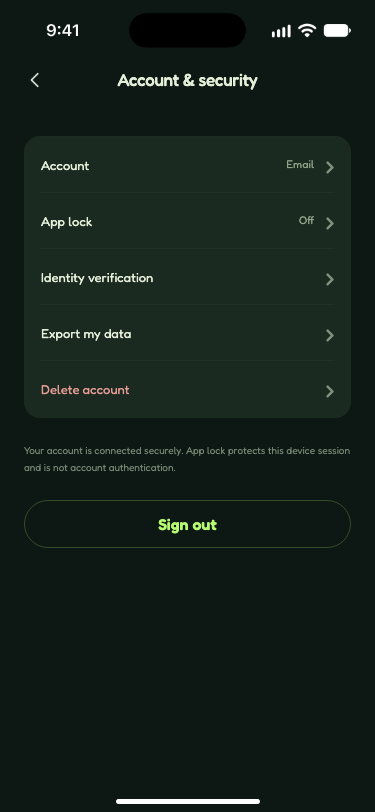 9:41
Account & security
Account Email
App lock Off
Identity verification
Export my data
Delete account
Your account is connected securely. App lock protects this device session
and is not account authentication.
Sign out